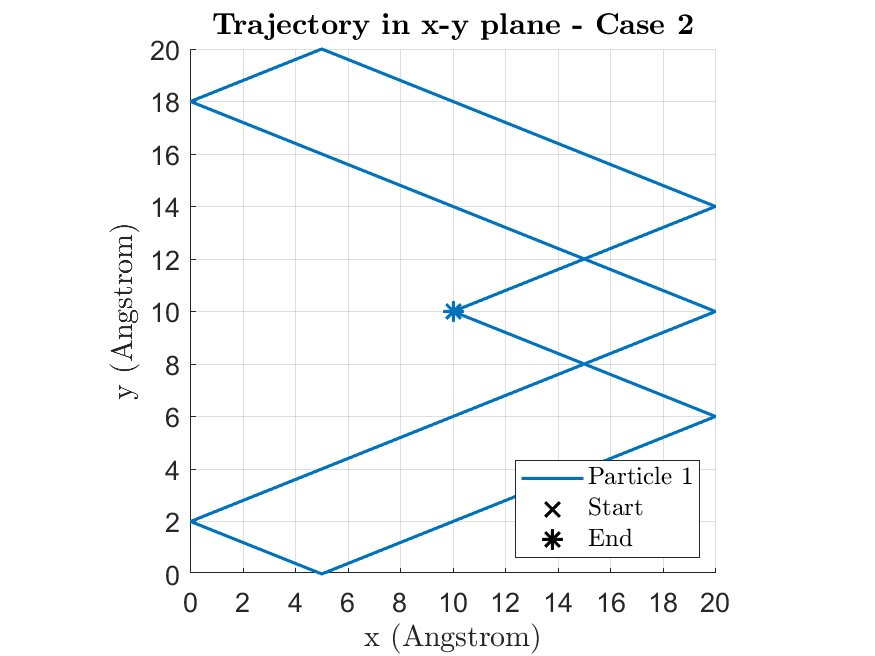 Trajectory in x-y plane - Case 2
y (Angstrom)
20
18
16
14
12
10
8
6
4
2
0
Particle 1
Start
End
0 2 4 6 8 10 12 14 16 18 20
x (Angstrom)